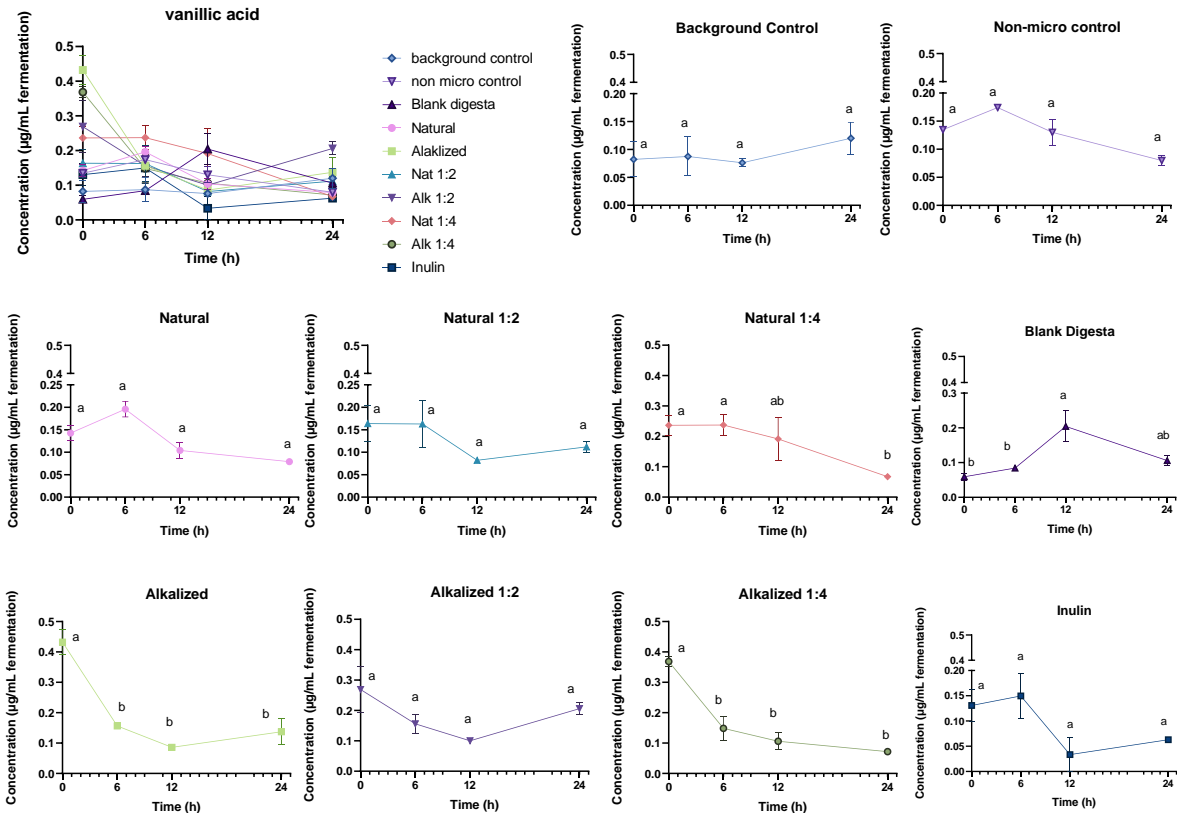 vanillic acid
Concentration (µg/mL fermentation)
0.5
0.4
0.3
0.2
0.1
0.0
0
6
12
24
Time (h)
background control
non micro control
Blank digesta
Natural
Alaklized
Nat 1:2
Alk 1:2
Nat 1:4
Alk 1:4
Inulin
Background Control
Concentration (µg/mL fermentation)
0.5
0.4
0.20
0.15
0.10
0.05
0.00
a
a
a
a
0
6
12
24
Time (h)
Non-micro control
Concentration (µg/mL fermentation)
0.5
0.4
0.20
0.15
0.10
0.05
0.00
a
a
a
a
0
6
12
24
Time (h)
Natural
Concentration (µg/mL fermentation)
0.5
0.4
0.3
0.25
0.20
0.15
0.10
0.05
0.00
a
a
a
a
0
6
12
24
Time (h)
Natural 1:2
Concentration (µg/mL fermentation)
0.5
0.4
0.3
0.25
0.20
0.15
0.10
0.05
0.00
a
a
a
a
0
6
12
24
Time (h)
Natural 1:4
Concentration (µg/mL fermentation)
0.5
0.4
0.3
0.2
0.1
0.0
a
a
ab
b
0
6
12
24
Time (h)
Blank Digesta
Concentration (µg/mL fermentation)
0.5
0.4
0.3
0.2
0.1
0.0
b
b
a
ab
0
6
12
24
Time (h)
Alkalized
Concentration (µg/mL fermentation)
0.5
0.4
0.3
0.2
0.1
0.0
a
b
b
b
0
6
12
24
Time (h)
Alkalized 1:2
Concentration (µg/mL fermentation)
0.5
0.4
0.3
0.2
0.1
0.0
a
a
a
a
0
6
12
24
Time (h)
Alkalized 1:4
Concentration (µg/mL fermentation)
0.5
0.4
0.3
0.2
0.1
0.0
a
b
b
b
0
6
12
24
Time (h)
Inulin
Concentration (µg/mL fermentation)
0.5
0.4
0.20
0.15
0.10
0.05
0.00
a
a
a
a
0
6
12
24
Time (h)